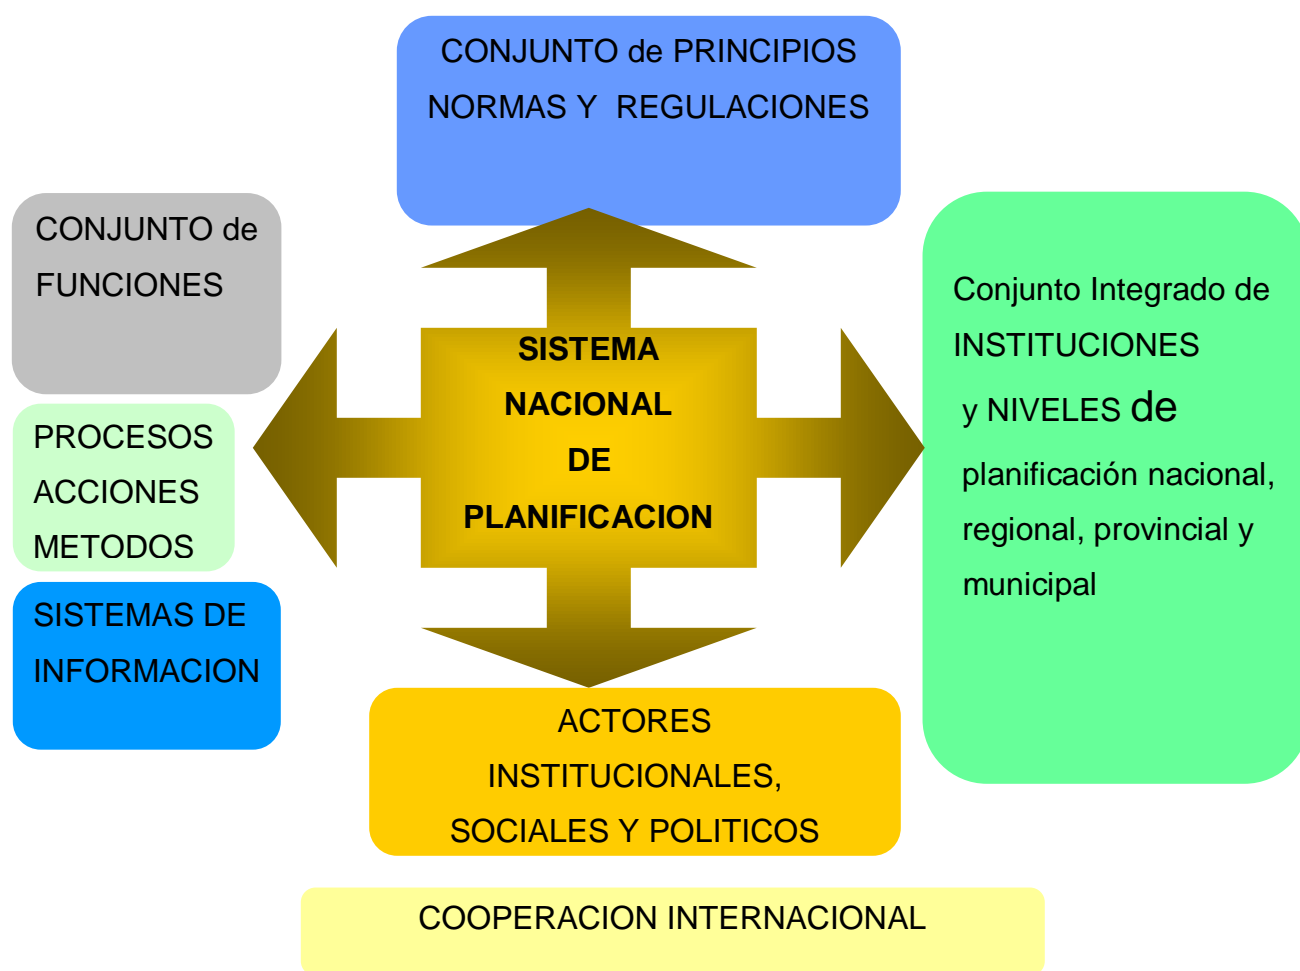 CONJUNTO de PRINCIPIOS
NORMAS Y REGULACIONES
CONJUNTO de
FUNCIONES
PROCESOS
ACCIONES
METODOS
SISTEMAS DE
INFORMACION
SISTEMA
NACIONAL
DE
PLANIFICACION
Conjunto Integrado de
INSTITUCIONES
y NIVELES de
planificación nacional,
regional, provincial y
municipal
ACTORES
INSTITUCIONALES,
SOCIALES Y POLITICOS
COOPERACION INTERNACIONAL